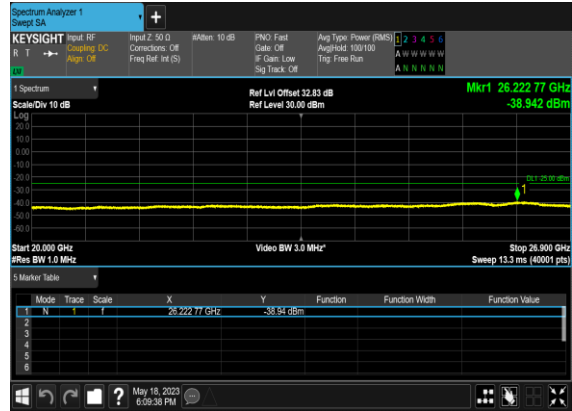 Spectrum Analyzer 1
Swept SA
+
KEYSIGHT Input: RF Input Z: 50 Ω #Atten: 10 dB PNO: Fast Avg Type: Power (RMS) 1 2 3 4 5 6
R T Coupling: DC Corrections: Off Gate: Off Avg|Hold: 100/100 A W W W W W
Align: Off Freq Ref: Int (S) IF Gain: Low Trig: Free Run
LV Sig Track: Off A N N N N N
1 Spectrum
Ref Lvl Offset 32.83 dB Mkr1 26.222 77 GHz
Scale/Div 10 dB Ref Level 30.00 dBm -38.942 dBm
Log
20.0
10.0
0.00
-10.0
-20.0
DL1 -25.00 dBm
-30.0 1
-40.0
-50.0
-60.0
Start 20.000 GHz Video BW 3.0 MHz* Stop 26.900 GHz
#Res BW 1.0 MHz Sweep 13.3 ms (40001 pts)
5 Marker Table
Mode Trace Scale X Y Function Function Width Function Value
1 N 1 f 26.222 77 GHz -38.94 dBm
2
3
4
5
6
? May 18, 2023
6:09:38 PM